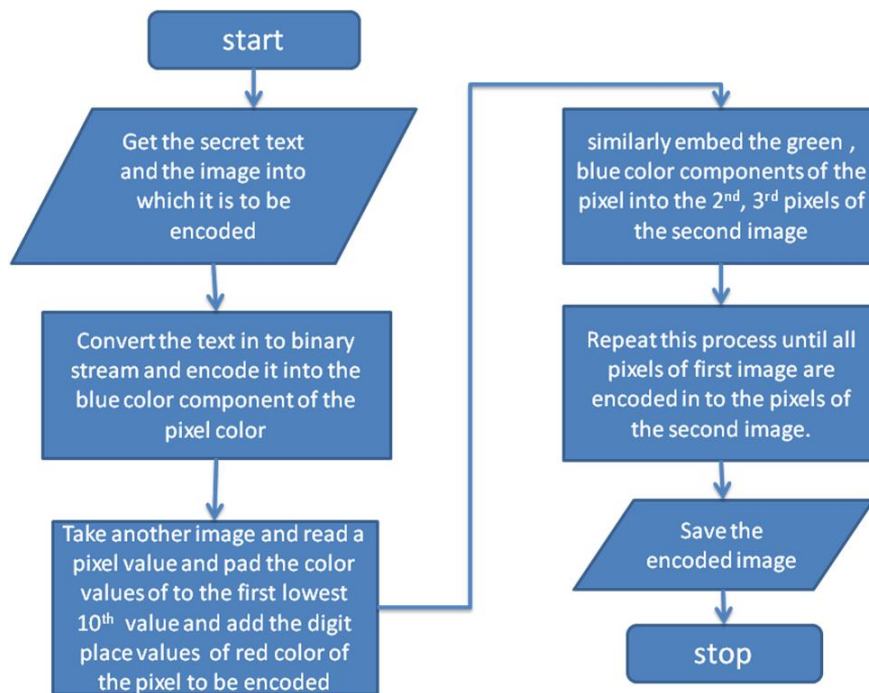 start
Get the secret text
and the image into
which it is to be
encoded
Convert the text in to binary
stream and encode it into the
blue color component of the
pixel color
Take another image and read a
pixel value and pad the color
values of to the first lowest
10th value and add the digit
place values of red color of
the pixel to be encoded
similarly embed the green ,
blue color components of the
pixel into the 2nd, 3rd pixels of
the second image
Repeat this process until all
pixels of first image are
encoded in to the pixels of
the second image.
Save the
encoded image
stop